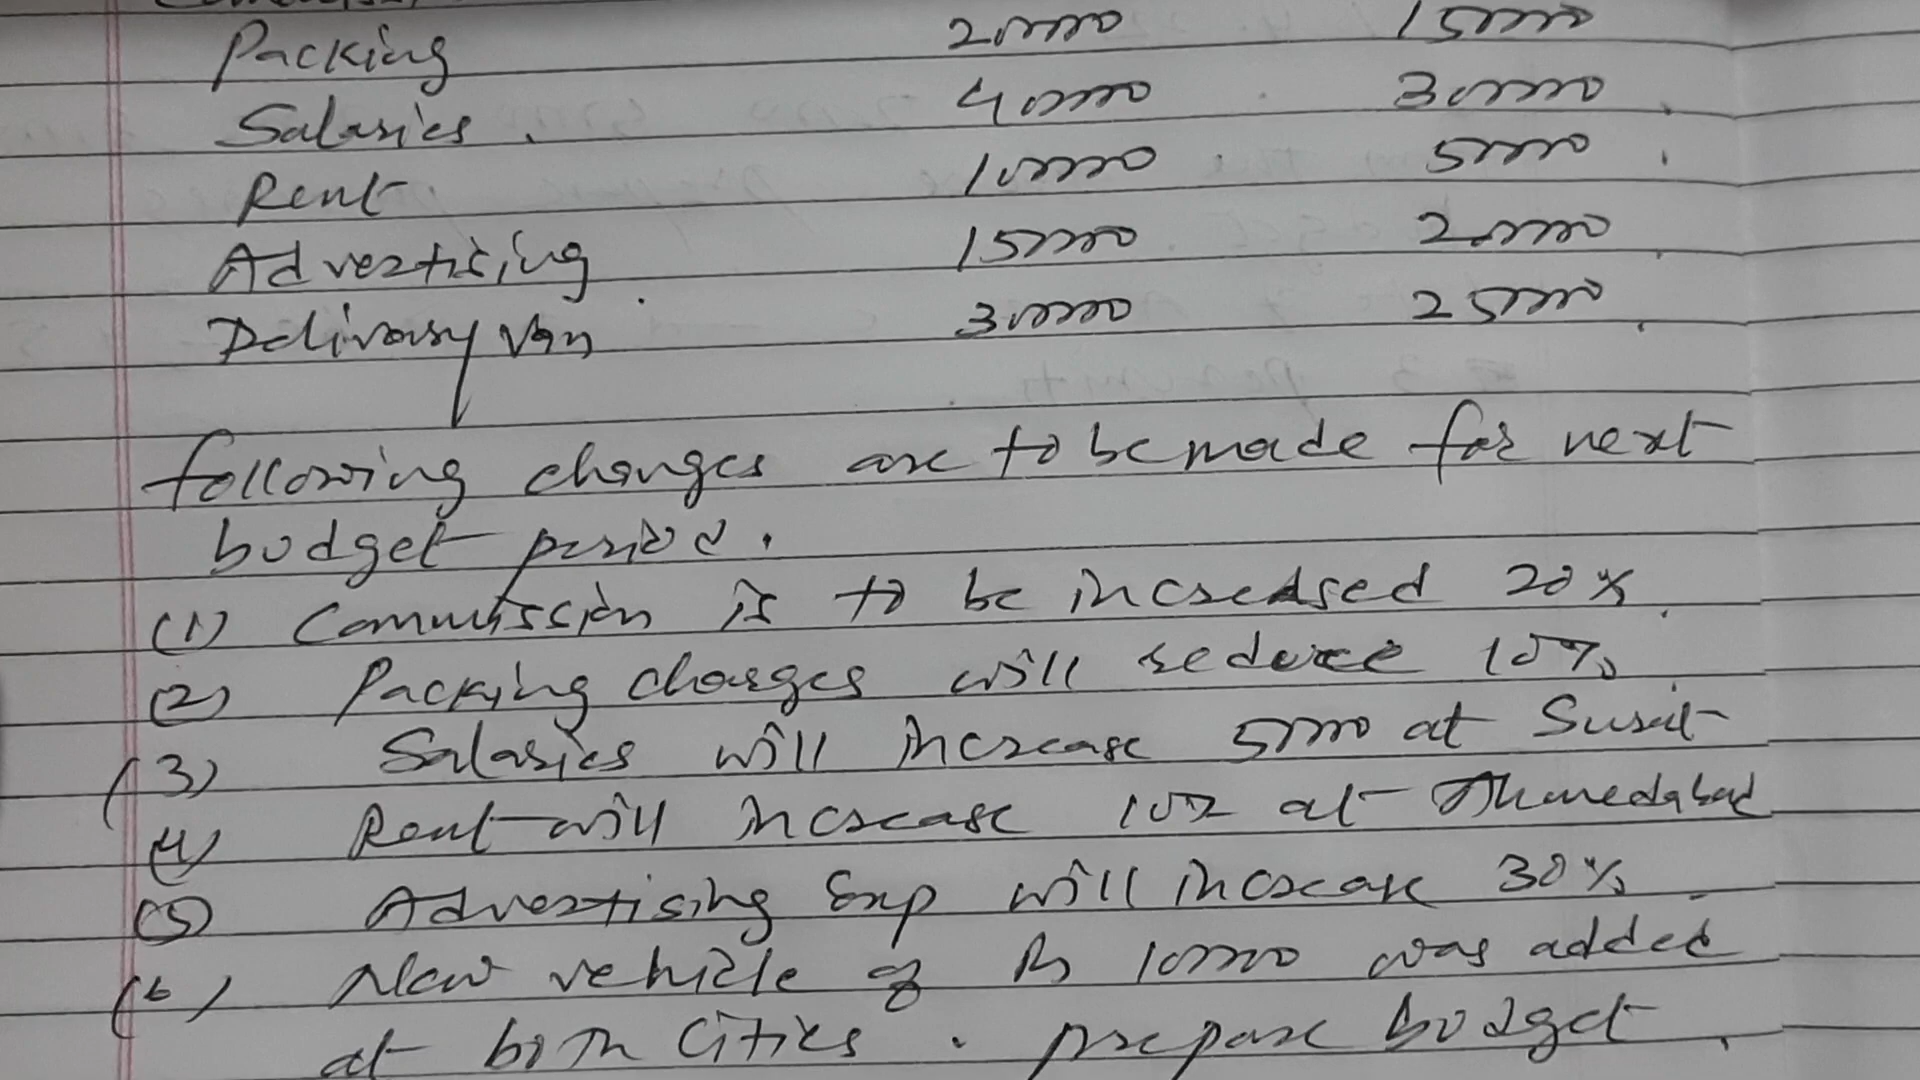 Packing 20000 15000
Salaries. 40000 30000
Rent 10000 5000
Advertising 15000 20000
Delivery Van 30000 25000
following changes are to be made for next
budget period.
(1) Commission is to be increased 20%.
(2) Packing charges will reduce 10%
(3) Salaries will increase 5000 at Surat
(4) Rent will increase 10% at Ahmedabad
(5) Advertising Exp will increase 30%
(6) New vehicle of Rs 10000 was added
at both Cities. prepare budget